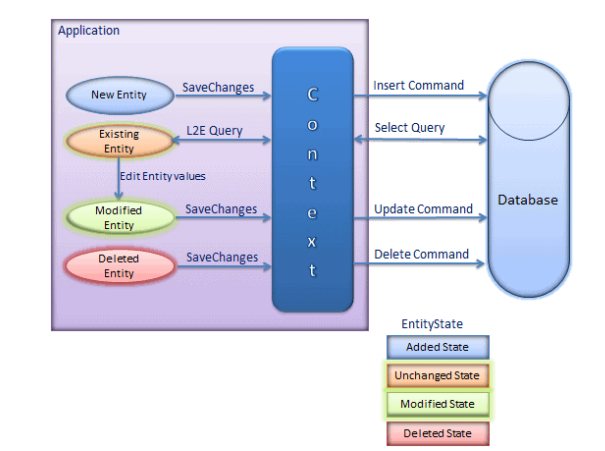 Application
New Entity
SaveChanges
Insert Command
Existing
Entity
L2E Query
Select Query
Edit Entity values
Modified
Entity
SaveChanges
Update Command
Deleted
Entity
SaveChanges
Delete Command
C
o
n
t
e
x
t
Database
EntityState
Added State
Unchanged State
Modified State
Deleted State